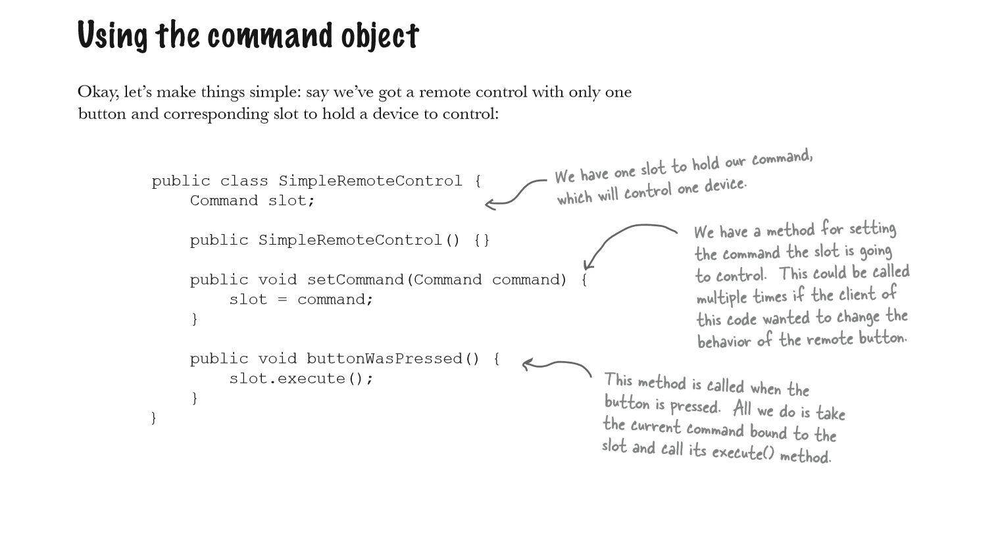 Using the command object
Okay, let’s make things simple: say we’ve got a remote control with only one
button and corresponding slot to hold a device to control:
public class SimpleRemoteControl {
Command slot;
public SimpleRemoteControl() {}
public void setCommand(Command command) {
slot = command;
}
public void buttonWasPressed() {
slot.execute();
}
}
We have one slot to hold our command,
which will control one device.
We have a method for setting
the command the slot is going
to control. This could be called
multiple times if the client of
this code wanted to change the
behavior of the remote button.
This method is called when the
button is pressed. All we do is take
the current command bound to the
slot and call its execute() method.